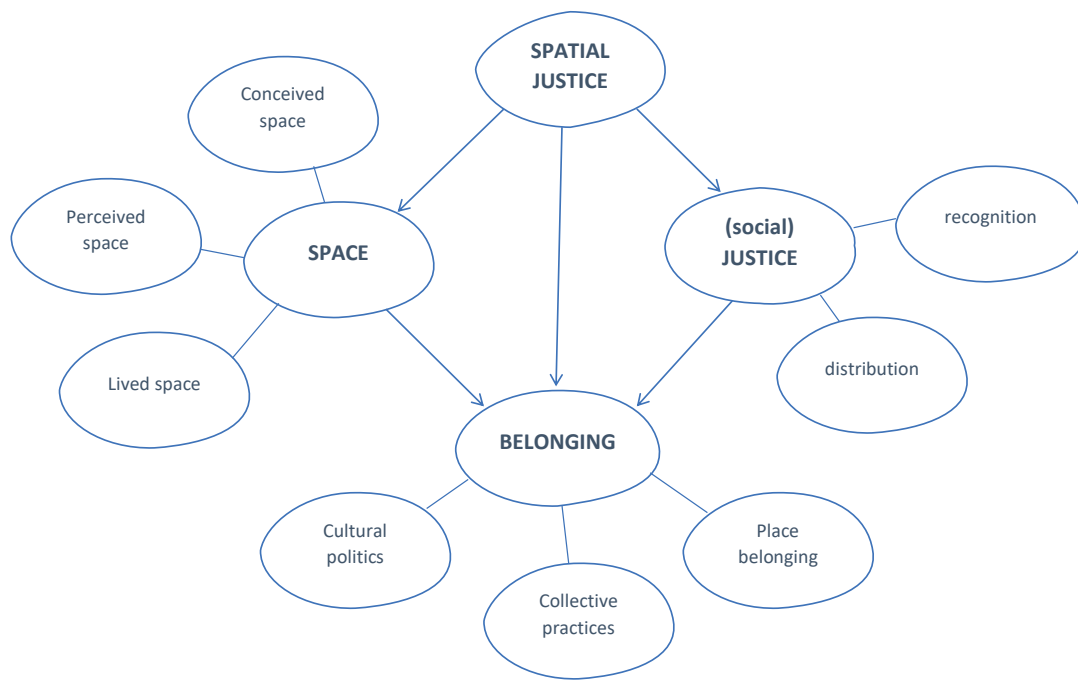 SPATIAL
JUSTICE
Conceived
space
Perceived
space
SPACE
(social)
JUSTICE
recognition
Lived space
distribution
BELONGING
Cultural
politics
Collective
practices
Place
belonging